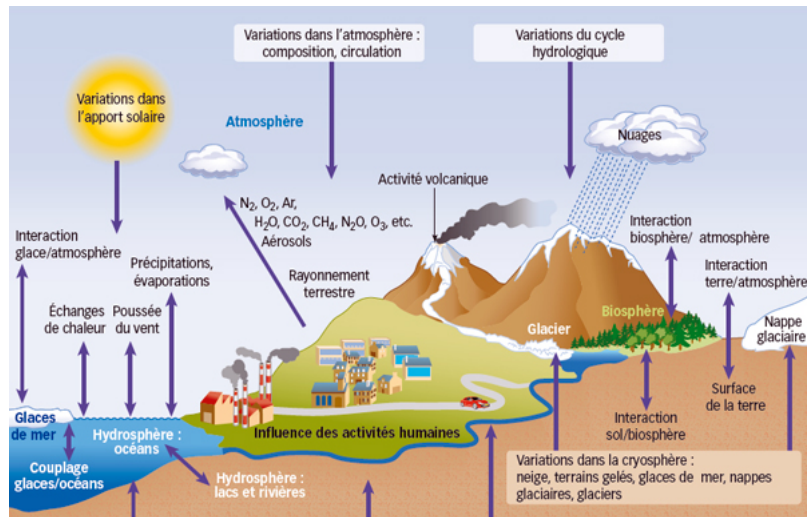 Variations dans l'atmosphère :
composition, circulation
Variations du cycle
hydrologique
Variations dans
l'apport solaire
Atmosphère
Nuages
Activité volcanique
N₂, O₂, Ar,
H₂O, CO₂, CH₄, N₂O, O₃, etc.
Aérosols
Interaction
glace/atmosphère
Précipitations,
évaporations
Rayonnement
terrestre
Interaction
biosphère/ atmosphère
Interaction
terre/atmosphère
Échanges
de chaleur
Poussée
du vent
Glacier
Biosphère
Nappe
glaciaire
Glaces
de mer
Hydrosphère :
océans
Influence des activités humaines
Interaction
sol/biosphère
Surface
de la terre
Couplage
glaces/océans
Hydrosphère :
lacs et rivières
Variations dans la cryosphère :
neige, terrains gelés, glaces de mer, nappes
glaciaires, glaciers